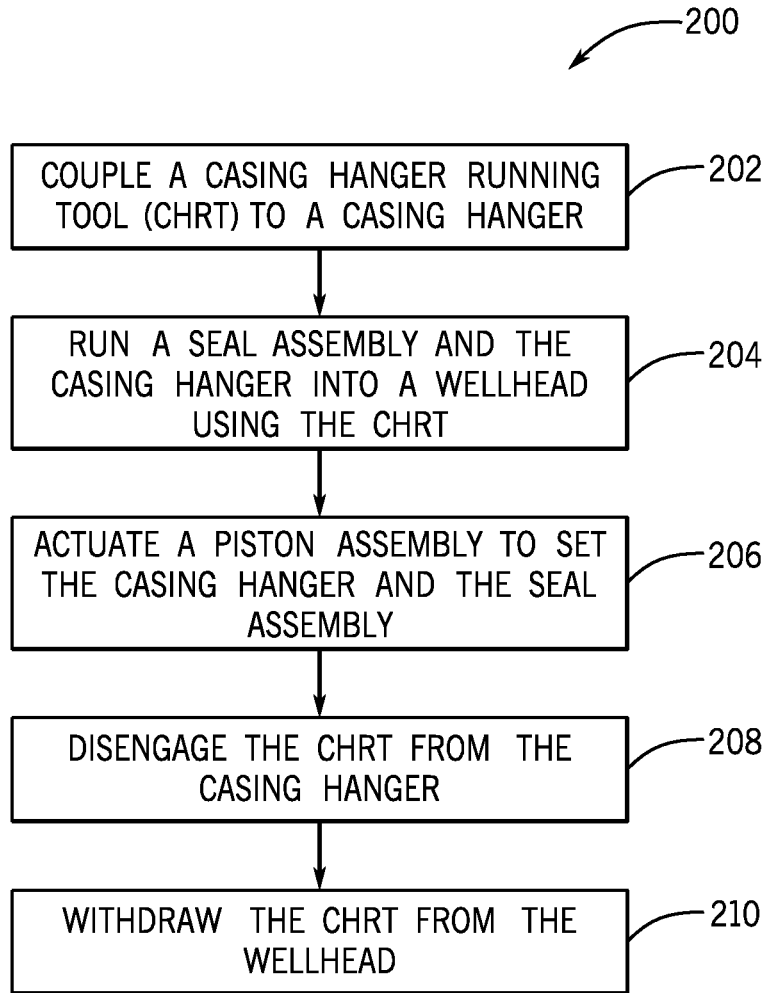 200
COUPLE A CASING HANGER RUNNING
TOOL (CHRT) TO A CASING HANGER
202
RUN A SEAL ASSEMBLY AND THE
CASING HANGER INTO A WELLHEAD
USING THE CHRT
204
ACTUATE A PISTON ASSEMBLY TO SET
THE CASING HANGER AND THE SEAL
ASSEMBLY
206
DISENGAGE THE CHRT FROM THE
CASING HANGER
208
WITHDRAW THE CHRT FROM THE
WELLHEAD
210